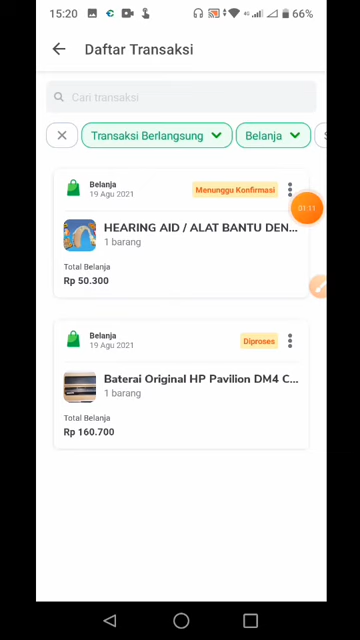 15:20
66%
Daftar Transaksi
Cari transaksi
Transaksi Berlangsung
Belanja
Belanja
19 Agu 2021
Menunggu Konfirmasi
01:11
HEARING AID / ALAT BANTU DEN...
1 barang
Total Belanja
Rp 50.300
Belanja
19 Agu 2021
Diproses
Baterai Original HP Pavilion DM4 C...
1 barang
Total Belanja
Rp 160.700